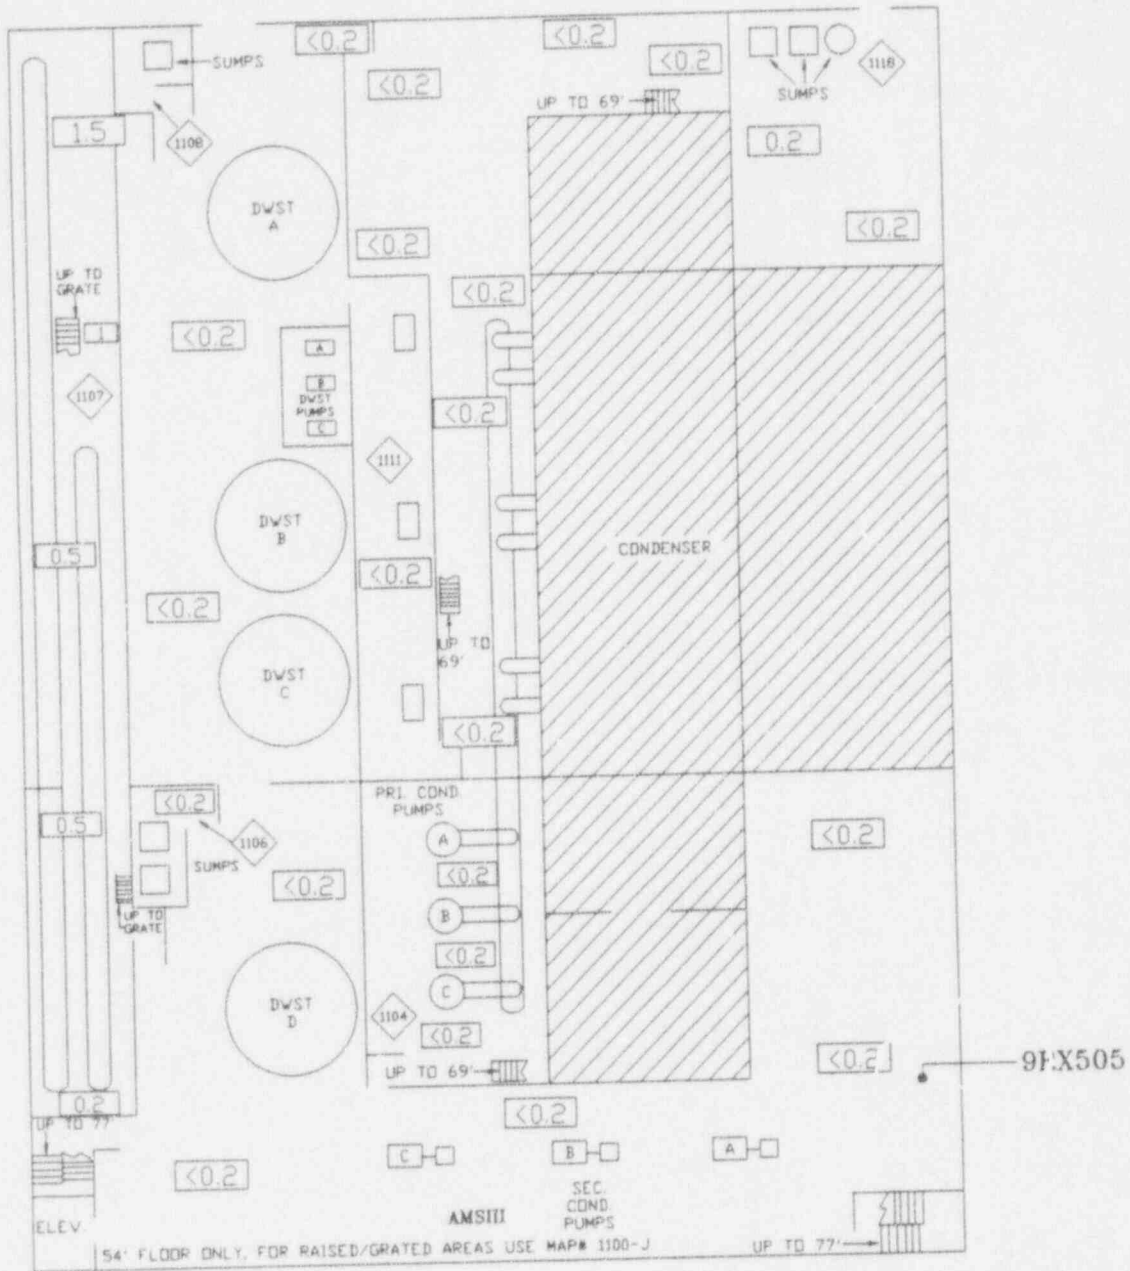 <0.2
<0.2
SUMPS
<0.2
<0.2
1118
UP TO 69'
SUMPS
1.5
1108
0.2
DWST
A
<0.2
<0.2
UP TO
GRATE
<0.2
1
<0.2
A
B
DWST
PUMPS
C
1107
<0.2
1111
DWST
B
CONDENSER
0.5
<0.2
<0.2
UP TO
69'
DWST
C
<0.2
PRI. COND.
PUMPS
<0.2
0.5
1106
A
<0.2
SUMPS
<0.2
<0.2
UP TO
GRATE
B
<0.2
C
DWST
D
1104
<0.2
<0.2
UP TO 69'
0.2
<0.2
UP TO 77'
C
B
A
<0.2
SEC.
COND.
PUMPS
ELEV.
AMSIII
54' FLOOR ONLY, FOR RAISED/GRATED AREAS USE MAP# 1100-J
UP TO 77'